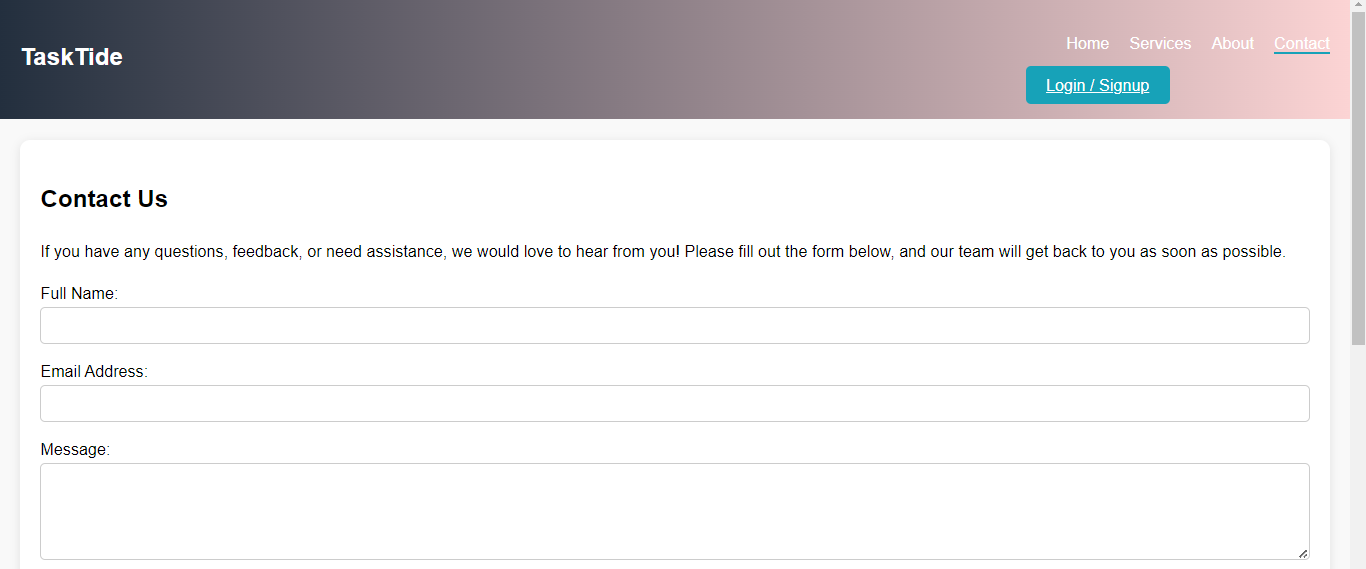 TaskTide
Home Services About Contact
Login / Signup
Contact Us
If you have any questions, feedback, or need assistance, we would love to hear from you! Please fill out the form below, and our team will get back to you as soon as possible.
Full Name:
Email Address:
Message: